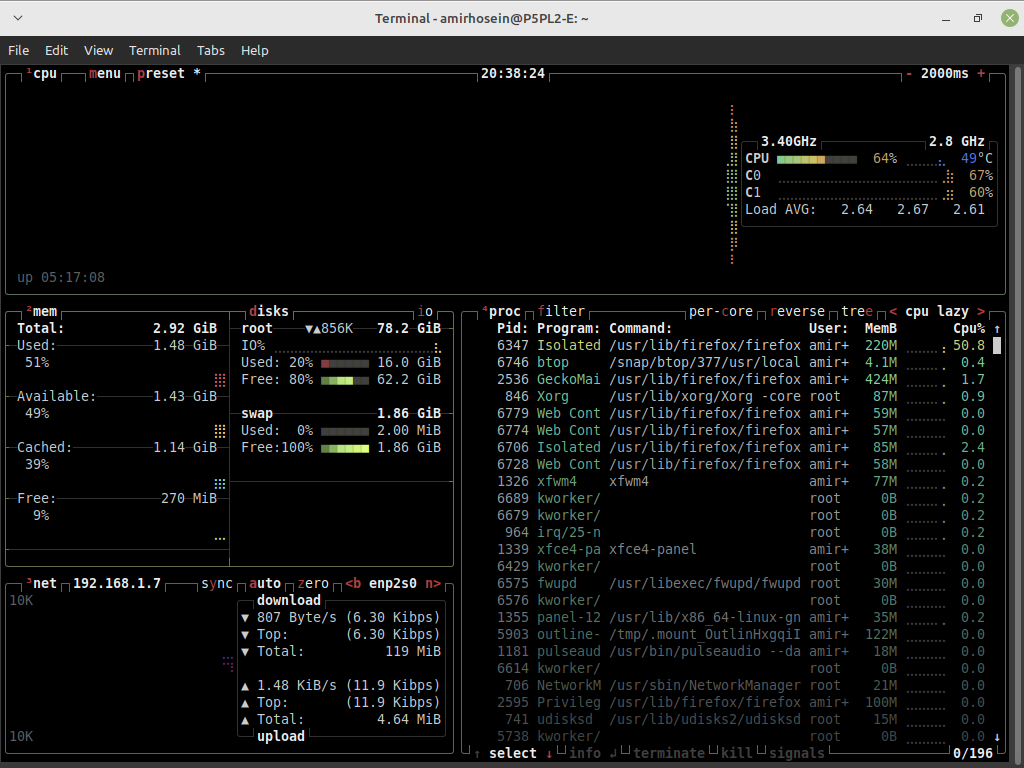 Terminal - amirhosein@P5PL2-E: ~
File Edit View Terminal Tabs Help
¹cpu menu preset * 20:38:24 - 2000ms +
3.40GHz 2.8 GHz
CPU 64% 49°C
C0 67%
C1 60%
Load AVG: 2.64 2.67 2.61
up 05:17:08
²mem
Total: 2.92 GiB
Used: 1.48 GiB
51%
Available: 1.43 GiB
49%
Cached: 1.14 GiB
39%
Free: 270 MiB
9%
disks io
root ▼▲856K 78.2 GiB
IO%
Used: 20% 16.0 GiB
Free: 80% 62.2 GiB
swap 1.86 GiB
Used: 0% 2.00 MiB
Free:100% 1.86 GiB
³net 192.168.1.7 sync auto zero <b enp2s0 n>
10K
download
▼ 807 Byte/s (6.30 Kibps)
▼ Top: (6.30 Kibps)
▼ Total: 119 MiB
▲ 1.48 KiB/s (11.9 Kibps)
▲ Top: (11.9 Kibps)
▲ Total: 4.64 MiB
10K
upload
⁴proc filter per-core reverse tree < cpu lazy >
Pid: Program: Command: User: MemB Cpu% ↑
6347 Isolated /usr/lib/firefox/firefox amir+ 220M 50.8
6746 btop /snap/btop/377/usr/local amir+ 4.1M 0.4
2536 GeckoMai /usr/lib/firefox/firefox amir+ 424M 1.7
846 Xorg /usr/lib/xorg/Xorg -core root 87M 0.9
6779 Web Cont /usr/lib/firefox/firefox amir+ 59M 0.0
6774 Web Cont /usr/lib/firefox/firefox amir+ 57M 0.0
6706 Isolated /usr/lib/firefox/firefox amir+ 85M 2.4
6728 Web Cont /usr/lib/firefox/firefox amir+ 58M 0.0
1326 xfwm4 xfwm4 amir+ 77M 0.2
6689 kworker/ root 0B 0.2
6679 kworker/ root 0B 0.2
964 irq/25-n root 0B 0.2
1339 xfce4-pa xfce4-panel amir+ 38M 0.0
6429 kworker/ root 0B 0.0
6575 fwupd /usr/libexec/fwupd/fwupd root 30M 0.0
6576 kworker/ root 0B 0.0
1355 panel-12 /usr/lib/x86_64-linux-gn amir+ 35M 0.2
5903 outline- /tmp/.mount_OutlinHxgqiI amir+ 122M 0.0
1181 pulseaud /usr/bin/pulseaudio --da amir+ 18M 0.0
6614 kworker/ root 0B 0.0
706 NetworkM /usr/sbin/NetworkManager root 21M 0.0
2595 Privileg /usr/lib/firefox/firefox amir+ 100M 0.0
741 udisksd /usr/lib/udisks2/udisksd root 15M 0.0
5738 kworker/ root 0B 0.0 ↓
↑ select ↓ info ↲ terminate kill signals 0/196